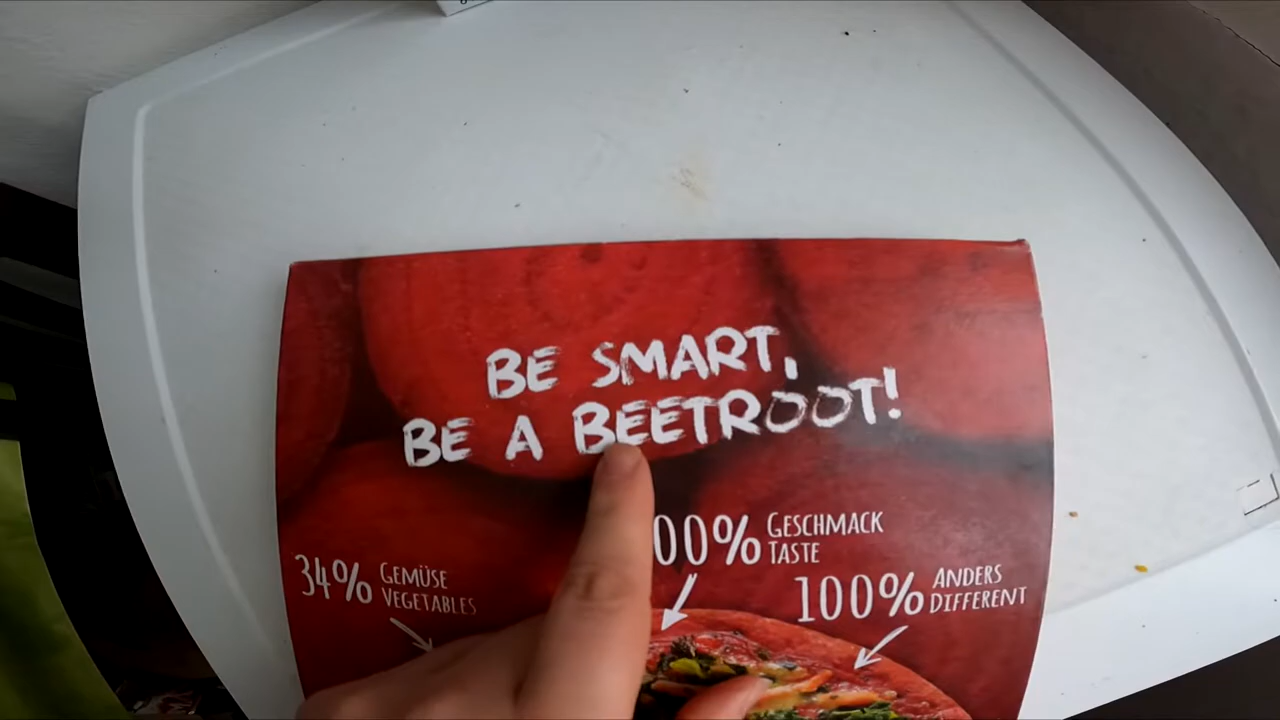 BE SMART,
BE A BEETROOT!
00% GESCHMACK
TASTE
34% GEMÜSE
VEGETABLES
100% ANDERS
DIFFERENT